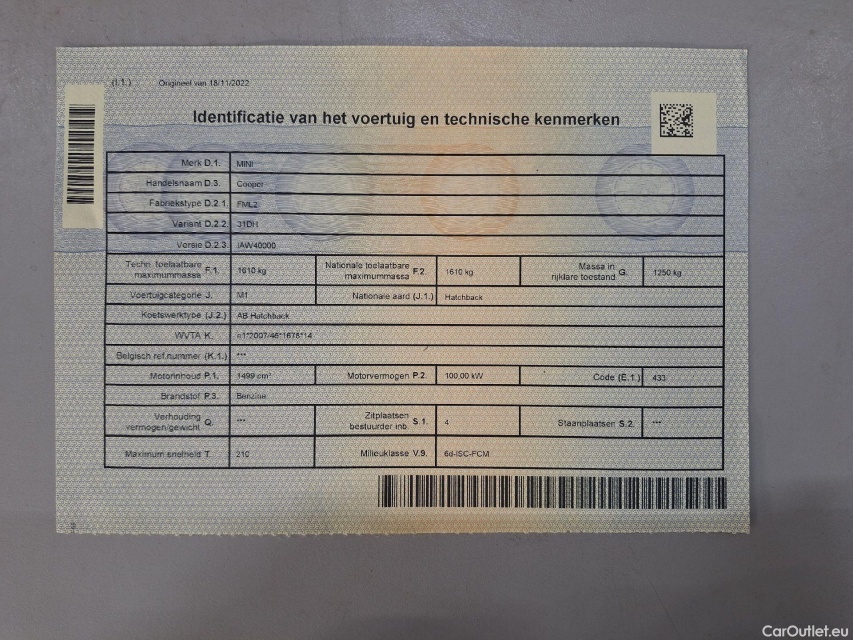 (I.1.) Origineel van 18/11/2022
Identificatie van het voertuig en technische kenmerken
Merk D.1. MINI
Handelsnaam D.3. Cooper
Fabriekstype D.2.1. FML2
Variant D.2.2. 31DH
Versie D.2.3. IAW40000
Techn. toelaatbare maximummassa F.1. 1610 kg Nationale toelaatbare maximummassa F.2. 1610 kg Massa in rijklare toestand G. 1250 kg
Voertuigcategorie J. M1 Nationale aard (J.1.) Hatchback
Koetswerktype (J.2.) AB Hatchback
WVTA K. e1*2007/46*1678*14
Belgisch ref.nummer (K.1.) ***
Motorinhoud P.1. 1499 cm³ Motorvermogen P.2. 100,00 kW Code (E.1.) 433
Brandstof P.3. Benzine
Verhouding vermogen/gewicht Q. *** Zitplaatsen bestuurder inb. S.1. 4 Staanplaatsen S.2. ***
Maximum snelheid T. 210 Milieuklasse V.9. 6d-ISC-FCM
CarOutlet.eu